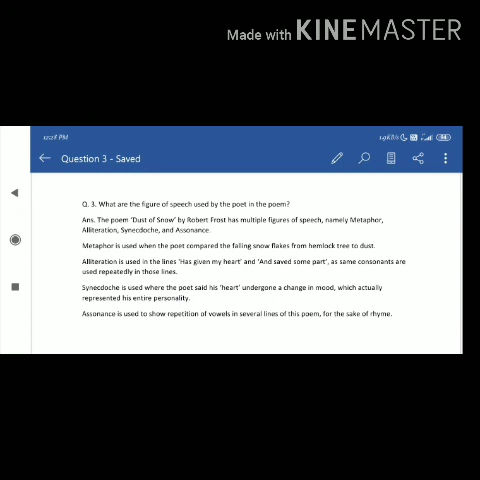 Made with KINEMASTER
12:28 PM
Question 3 - Saved
Q. 3. What are the figure of speech used by the poet in the poem?
Ans. The poem 'Dust of Snow' by Robert Frost has multiple figures of speech, namely Metaphor,
Alliteration, Synecdoche, and Assonance.
Metaphor is used when the poet compared the falling snow flakes from hemlock tree to dust.
Alliteration is used in the lines 'Has given my heart' and 'And saved some part', as same consonants are
used repeatedly in those lines.
Synecdoche is used where the poet said his 'heart' undergone a change in mood, which actually
represented his entire personality.
Assonance is used to show repetition of vowels in several lines of this poem, for the sake of rhyme.